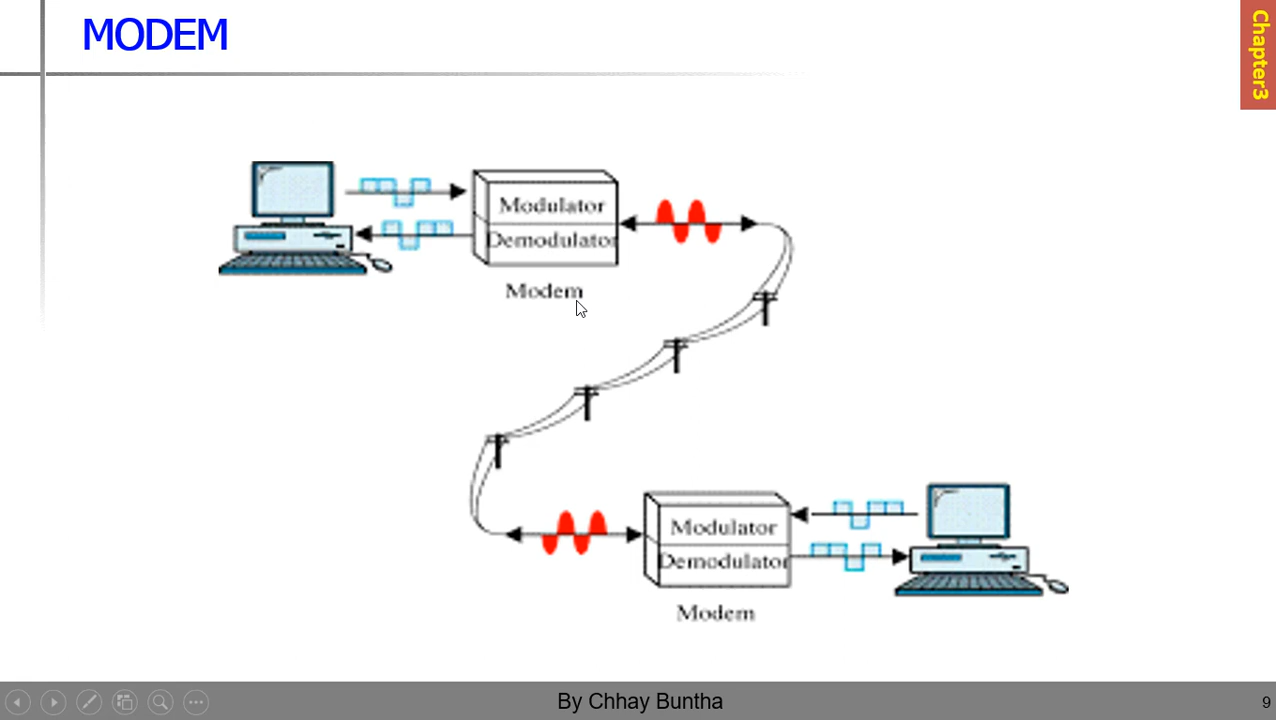 MODEM
Chapter3
Modulator
Demodulator
Modem
Modulator
Demodulator
Modem
By Chhay Buntha
9